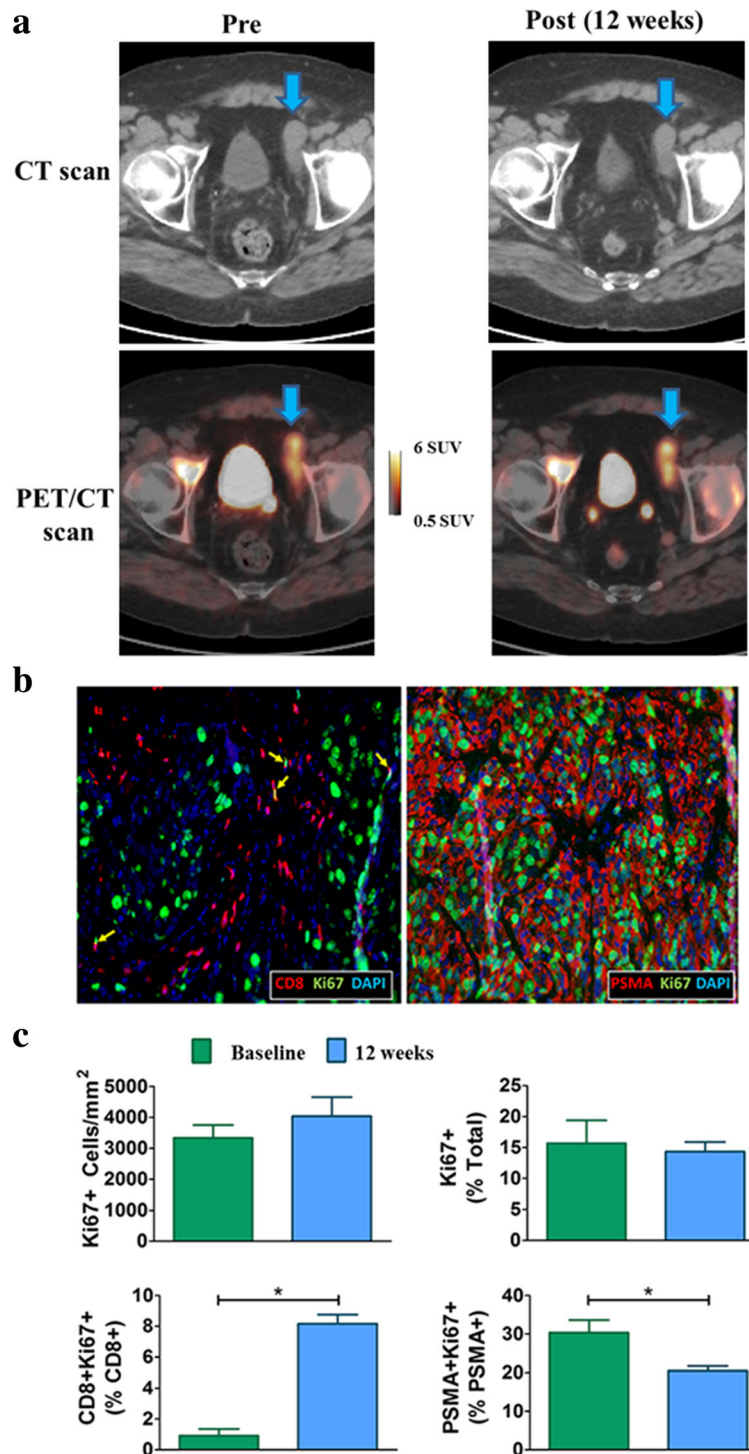 a
Pre
Post (12 weeks)
CT scan
PET/CT
scan
6 SUV
0.5 SUV
b
CD8 Ki67 DAPI
PSMA Ki67 DAPI
c
Baseline
12 weeks
Ki67+ Cells/mm²
5000
4000
3000
2000
1000
0
Ki67+
(% Total)
25
20
15
10
5
0
CD8+Ki67+
(% CD8+)
8
6
4
2
0
*
PSMA+Ki67+
(% PSMA+)
40
30
20
10
0
*